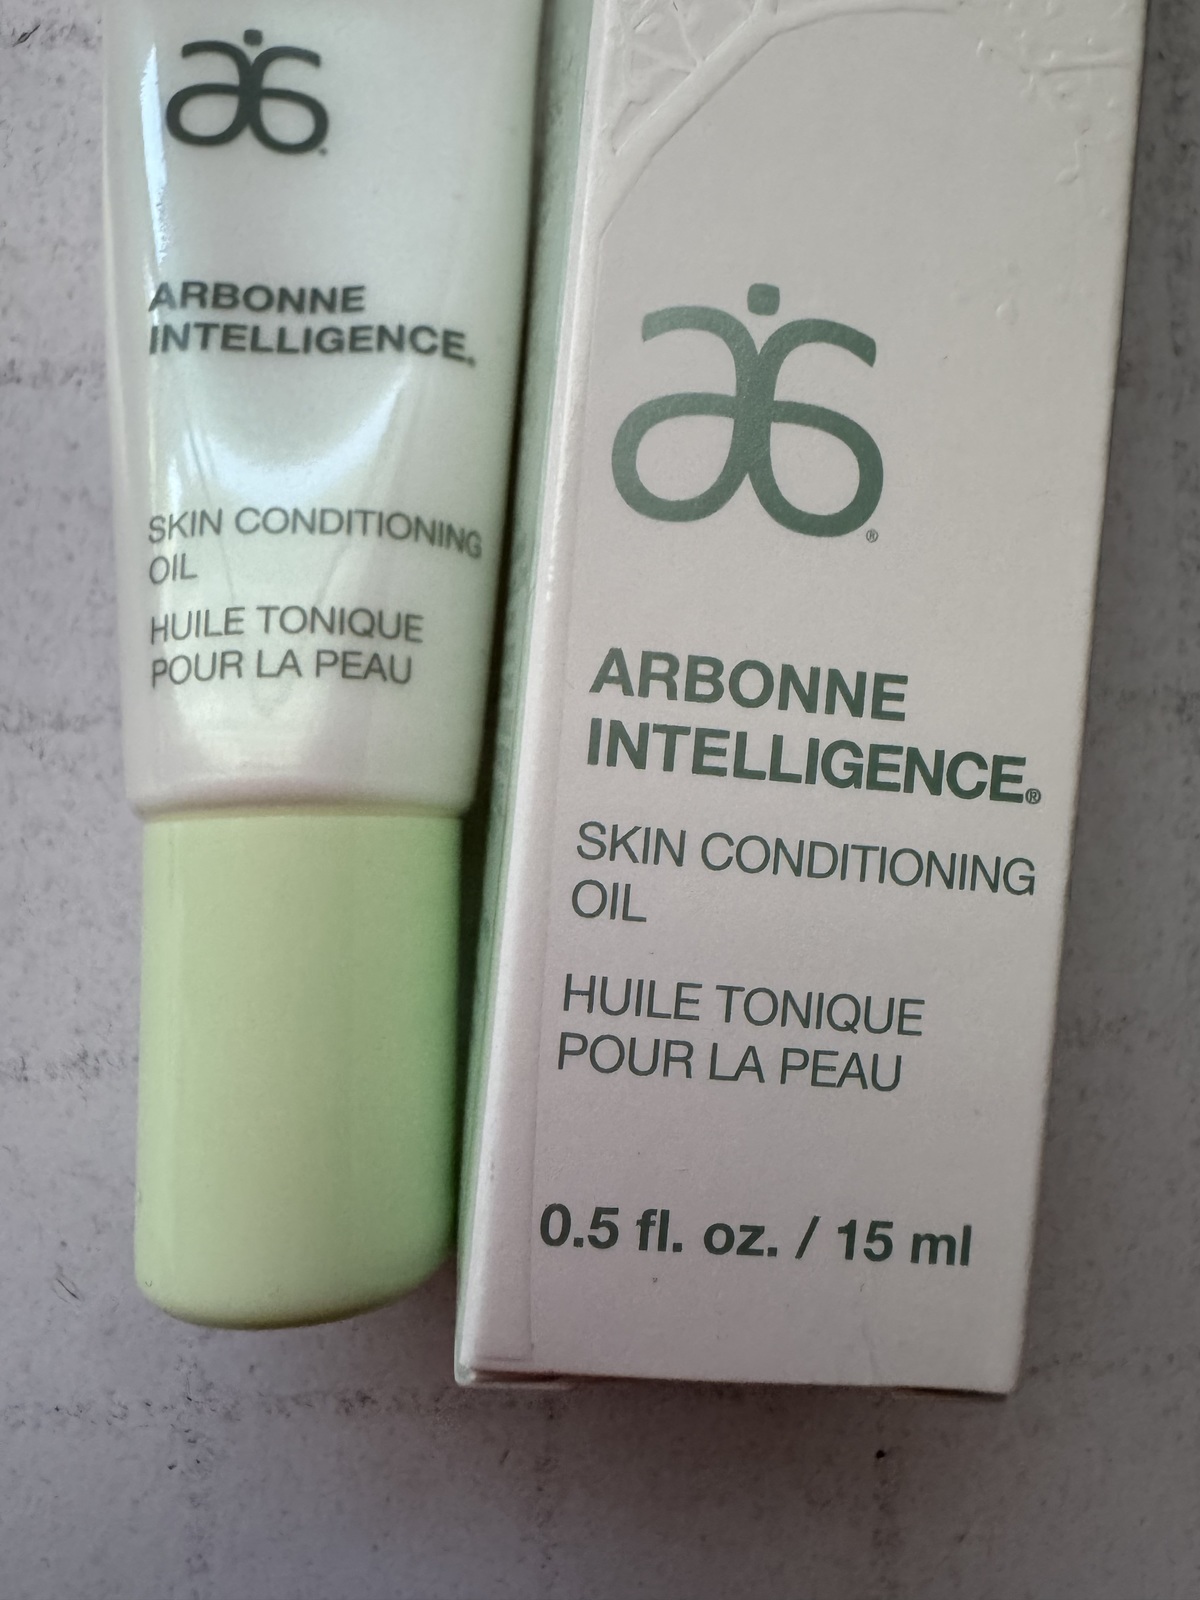 ARBONNE
INTELLIGENCE®
SKIN CONDITIONING
OIL
HUILE TONIQUE
POUR LA PEAU
®
ARBONNE
INTELLIGENCE®
SKIN CONDITIONING
OIL
HUILE TONIQUE
POUR LA PEAU
0.5 fl. oz. / 15 ml